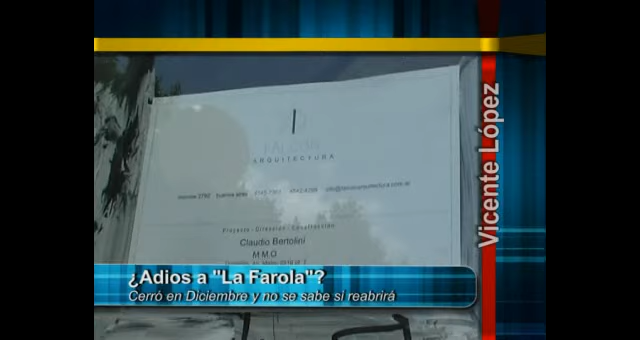 ARQUITECTURA
Proyecto - Dirección - Construcción
Claudio Bertolini
M.M.O
¿Adios a "La Farola"?
Cerró en Diciembre y no se sabe si reabrirá
Vicente López